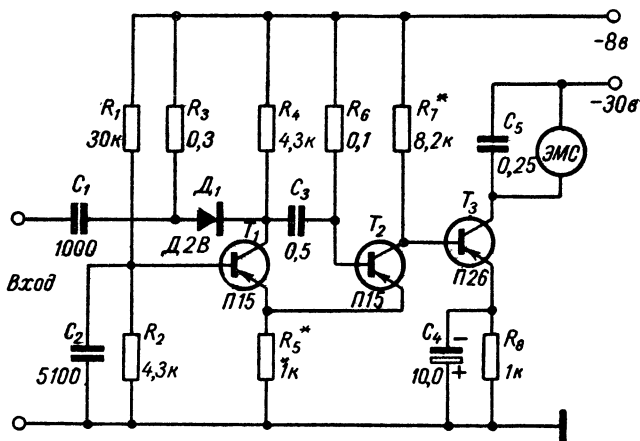 -8в
-30в
R1
30к
R3
0,3
R4
4,3к
R6
0,1
R7*
8,2к
C5
0,25
ЭМС
C1
1000
Д1
Д2В
C3
0,5
T1
П15
T2
П15
T3
П26
Вход
C2
5100
R2
4,3к
R5*
1к
C4
10,0
-
+
R8
1к